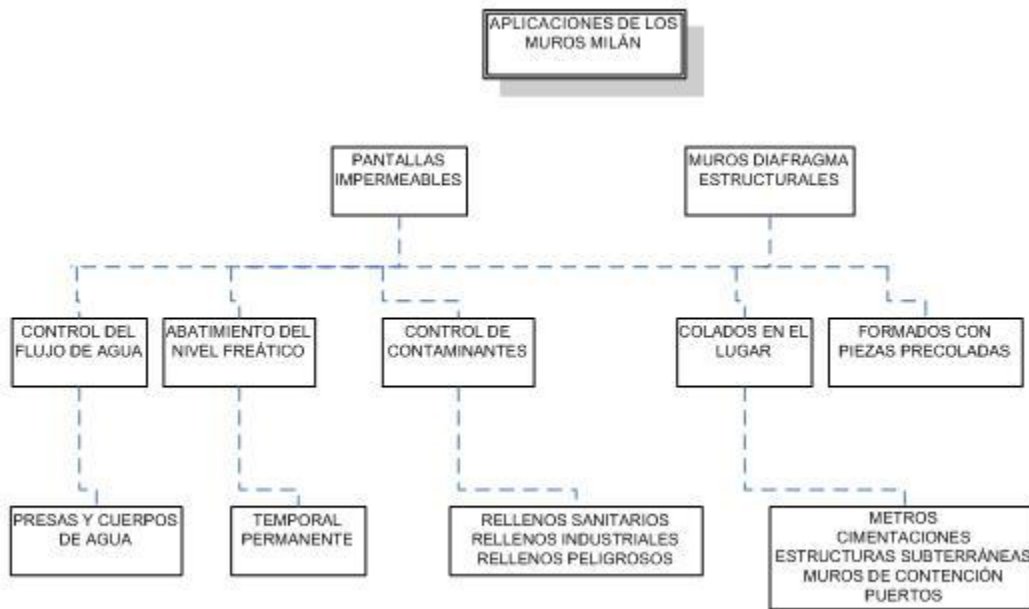 APLICACIONES DE LOS
MUROS MILÁN
PANTALLAS
IMPERMEABLES
MUROS DIAFRAGMA
ESTRUCTURALES
CONTROL DEL
FLUJO DE AGUA
ABATIMIENTO DEL
NIVEL FREÁTICO
CONTROL DE
CONTAMINANTES
COLADOS EN EL
LUGAR
FORMADOS CON
PIEZAS PRECOLADAS
PRESAS Y CUERPOS
DE AGUA
TEMPORAL
PERMANENTE
RELLENOS SANITARIOS
RELLENOS INDUSTRIALES
RELLENOS PELIGROSOS
METROS
CIMENTACIONES
ESTRUCTURAS SUBTERRÁNEAS
MUROS DE CONTENCIÓN
PUERTOS